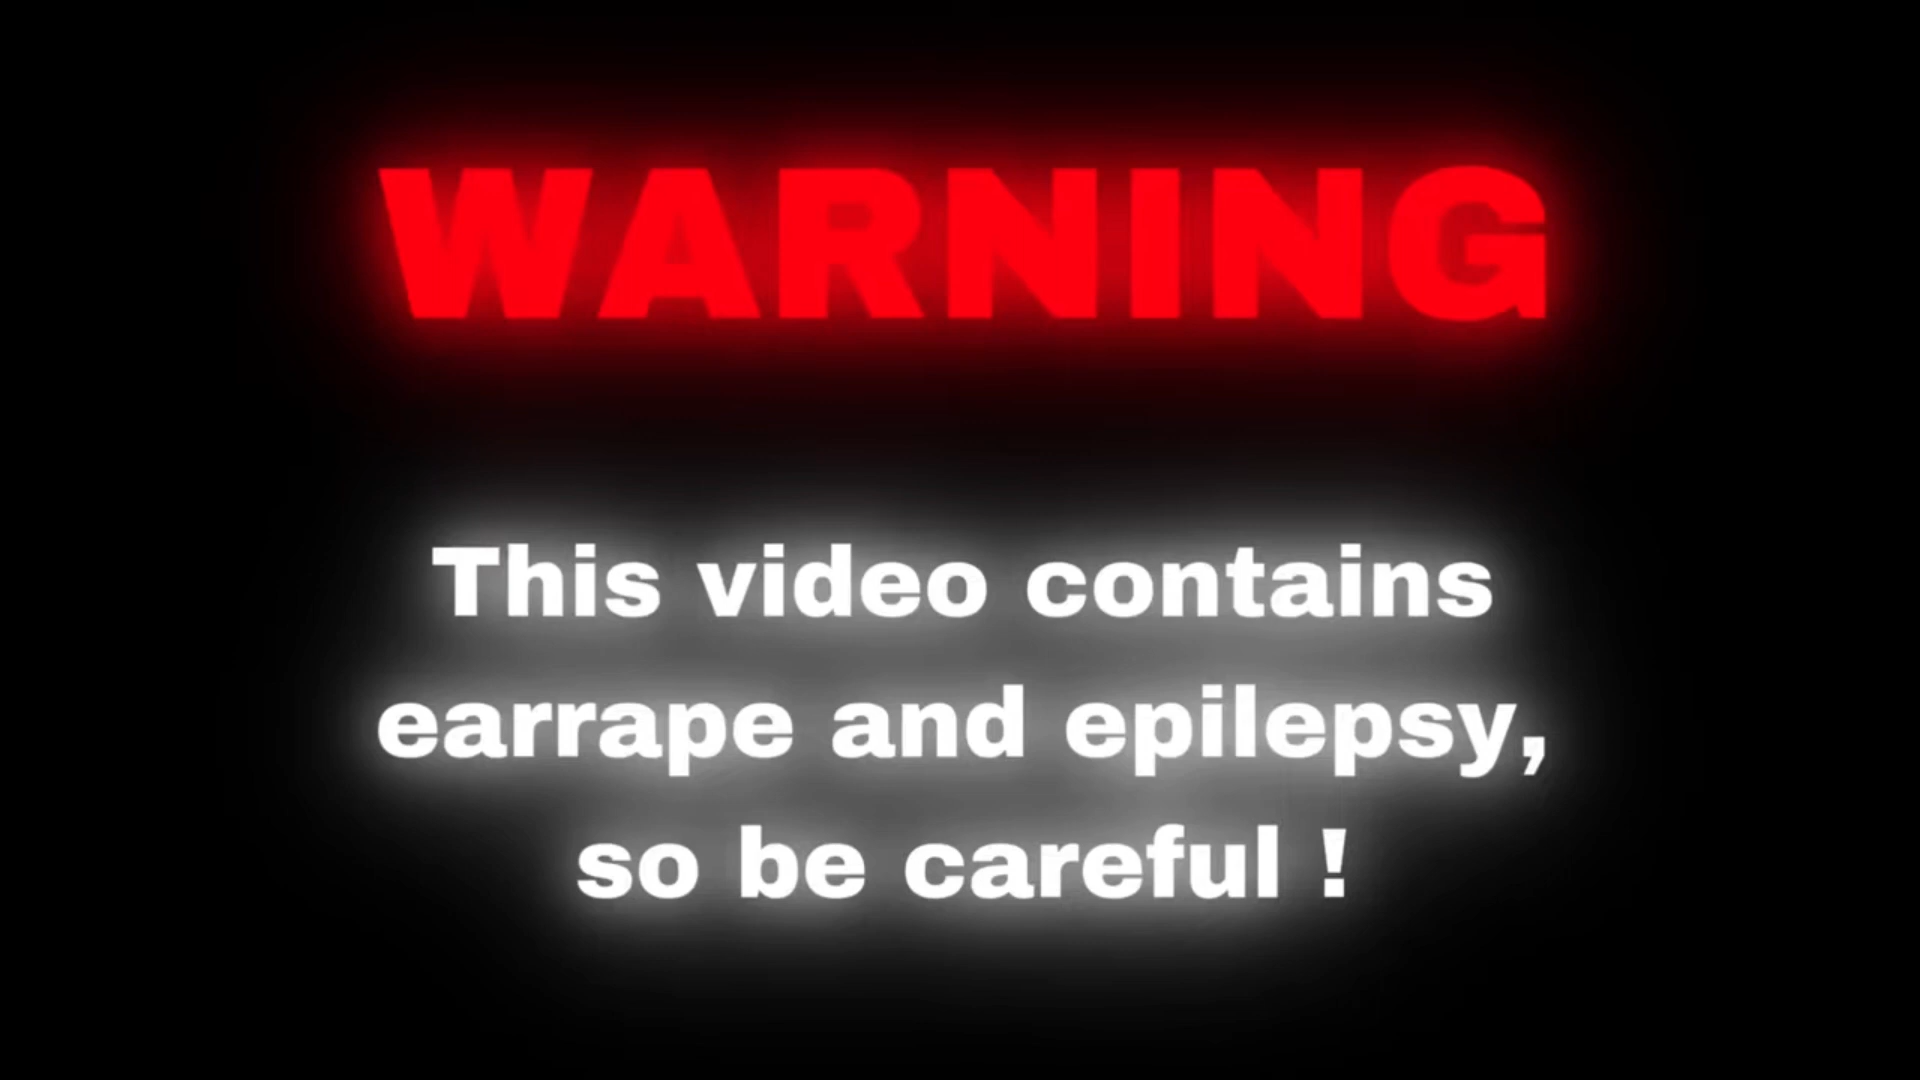 WARNING
This video contains
earrape and epilepsy,
so be careful !